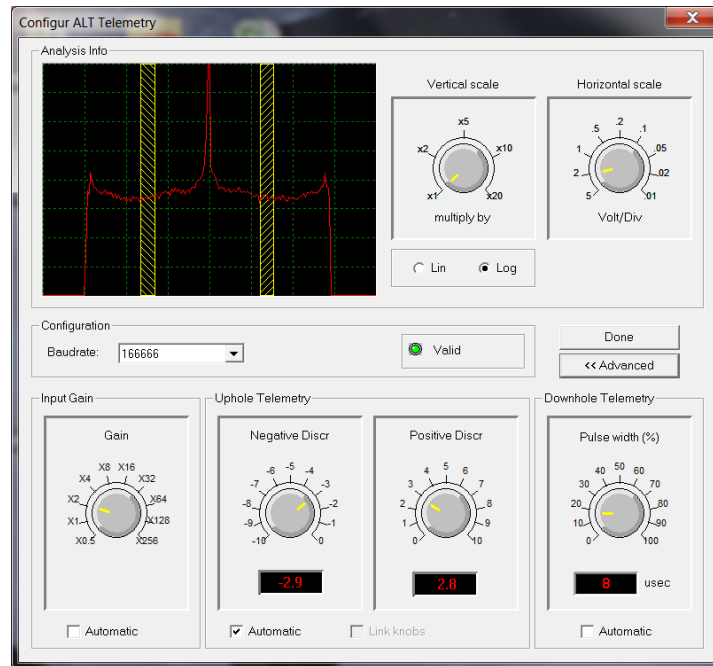 Configur ALT Telemetry
Analysis Info
Vertical scale
x1
x2
x5
x10
x20
multiply by
Horizontal scale
5
2
1
.5
.2
.1
.05
.02
.01
Volt/Div
Lin
Log
Configuration
Baudrate:
166666
Valid
Done
<< Advanced
Input Gain
Gain
X0.5
X1
X2
X4
X8
X16
X32
X64
X128
X256
Automatic
Uphole Telemetry
Negative Discr
-10
-9
-8
-7
-6
-5
-4
-3
-2
-1
0
-2.9
Automatic
Positive Discr
0
1
2
3
4
5
6
7
8
9
10
2.8
Link knobs
Downhole Telemetry
Pulse width (%)
0
10
20
30
40
50
60
70
80
90
100
8 usec
Automatic